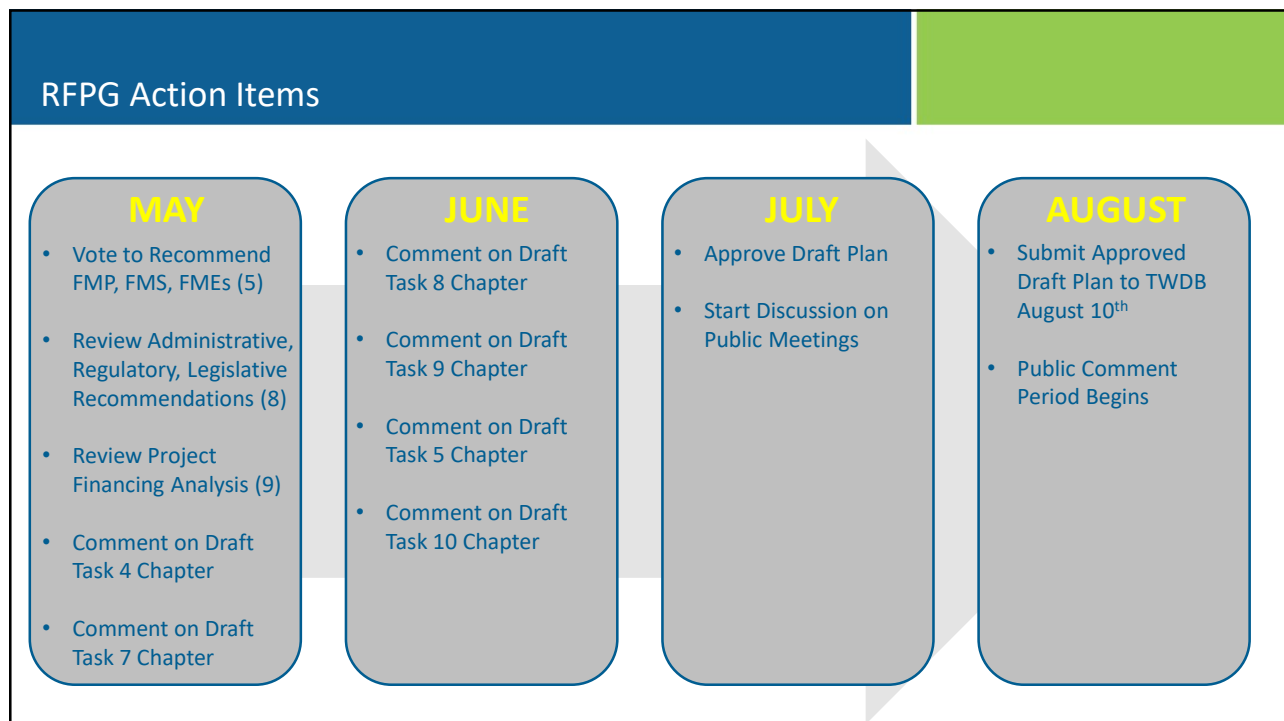 RFPG Action Items
MAY
• Vote to Recommend
FMP, FMS, FMEs (5)
• Review Administrative,
Regulatory, Legislative
Recommendations (8)
• Review Project
Financing Analysis (9)
• Comment on Draft
Task 4 Chapter
• Comment on Draft
Task 7 Chapter
JUNE
• Comment on Draft
Task 8 Chapter
• Comment on Draft
Task 9 Chapter
• Comment on Draft
Task 5 Chapter
• Comment on Draft
Task 10 Chapter
JULY
• Approve Draft Plan
• Start Discussion on
Public Meetings
AUGUST
• Submit Approved
Draft Plan to TWDB
August 10th
• Public Comment
Period Begins